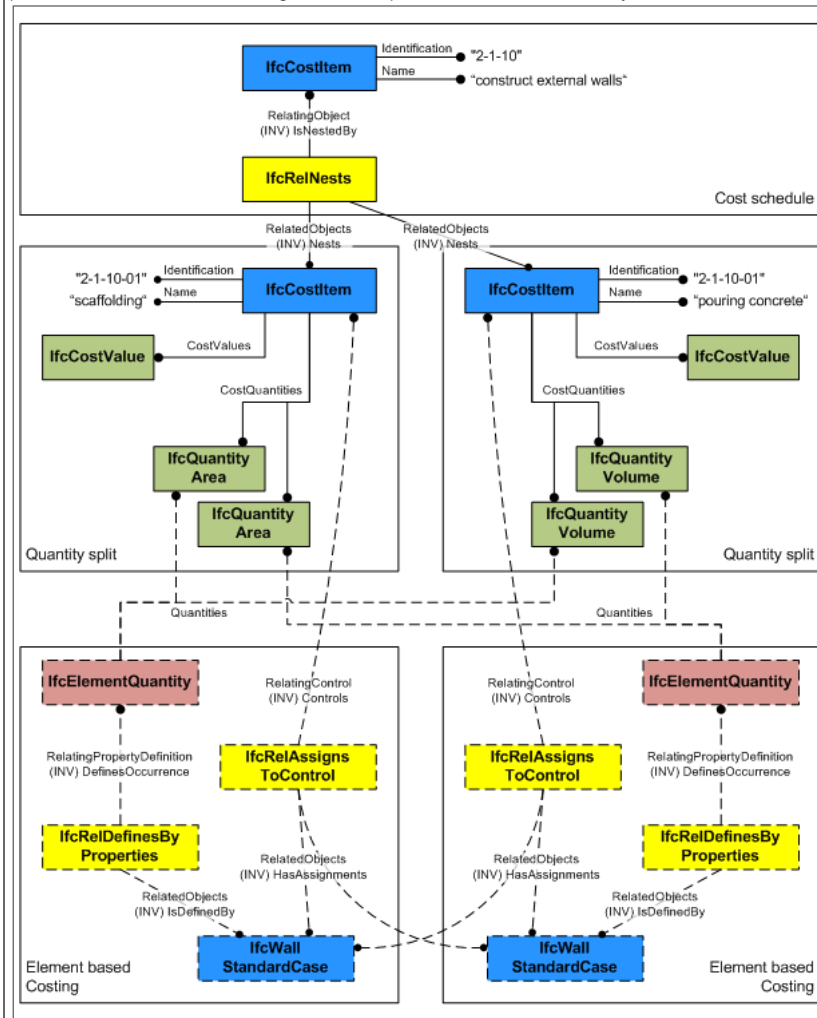 IfcCostItem
Identification
"2-1-10"
Name
“construct external walls“
RelatingObject
(INV) IsNestedBy
IfcRelNests
Cost schedule
RelatedObjects
(INV) Nests
RelatedObjects
(INV) Nests
"2-1-10-01"
Identification
“scaffolding“
Name
IfcCostItem
IfcCostItem
Identification
"2-1-10-01"
Name
“pouring concrete“
IfcCostValue
CostValues
CostValues
IfcCostValue
CostQuantities
CostQuantities
IfcQuantity
Area
IfcQuantity
Volume
IfcQuantity
Area
IfcQuantity
Volume
Quantity split
Quantity split
Quantities
Quantities
IfcElementQuantity
IfcElementQuantity
RelatingControl
(INV) Controls
RelatingControl
(INV) Controls
RelatingPropertyDefinition
(INV) DefinesOccurrence
IfcRelAssigns
ToControl
IfcRelAssigns
ToControl
RelatingPropertyDefinition
(INV) DefinesOccurrence
IfcRelDefinesBy
Properties
IfcRelDefinesBy
Properties
RelatedObjects
(INV) HasAssignments
RelatedObjects
(INV) HasAssignments
RelatedObjects
(INV) IsDefinedBy
RelatedObjects
(INV) IsDefinedBy
IfcWall
StandardCase
IfcWall
StandardCase
Element based
Costing
Element based
Costing